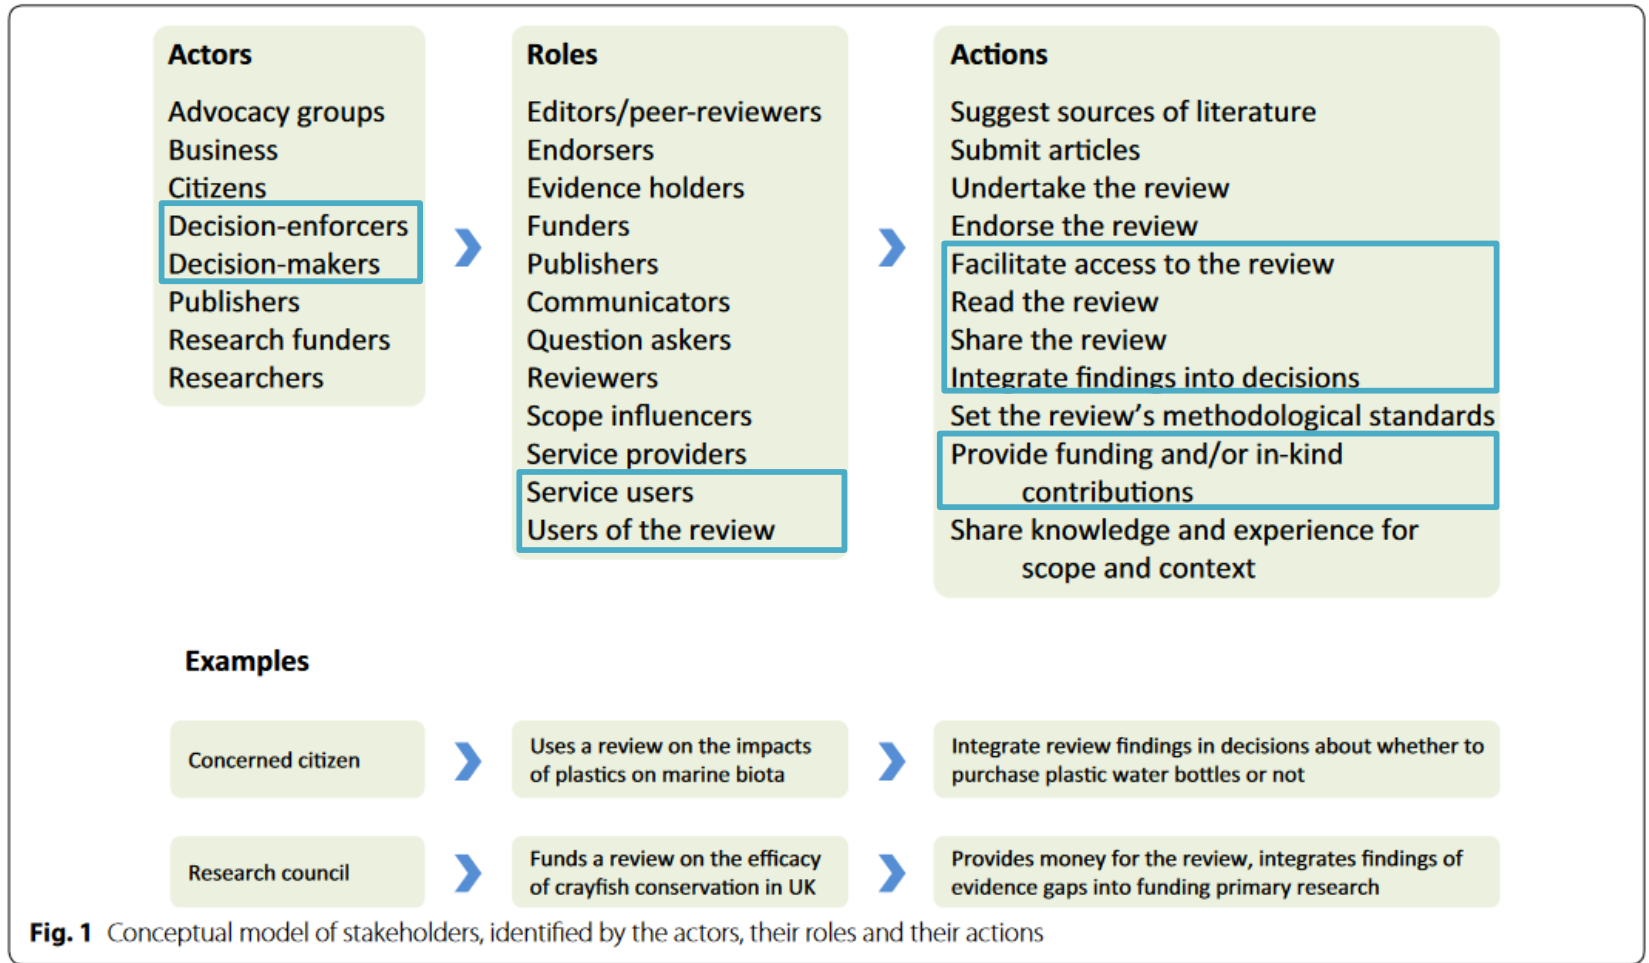 Actors
Advocacy groups
Business
Citizens
Decision-enforcers
Decision-makers
Publishers
Research funders
Researchers
Roles
Editors/peer-reviewers
Endorsers
Evidence holders
Funders
Publishers
Communicators
Question askers
Reviewers
Scope influencers
Service providers
Service users
Users of the review
Actions
Suggest sources of literature
Submit articles
Undertake the review
Endorse the review
Facilitate access to the review
Read the review
Share the review
Integrate findings into decisions
Set the review's methodological standards
Provide funding and/or in-kind
contributions
Share knowledge and experience for
scope and context
Examples
Concerned citizen
Uses a review on the impacts
of plastics on marine biota
Integrate review findings in decisions about whether to
purchase plastic water bottles or not
Research council
Funds a review on the efficacy
of crayfish conservation in UK
Provides money for the review, integrates findings of
evidence gaps into funding primary research
Fig. 1 Conceptual model of stakeholders, identified by the actors, their roles and their actions